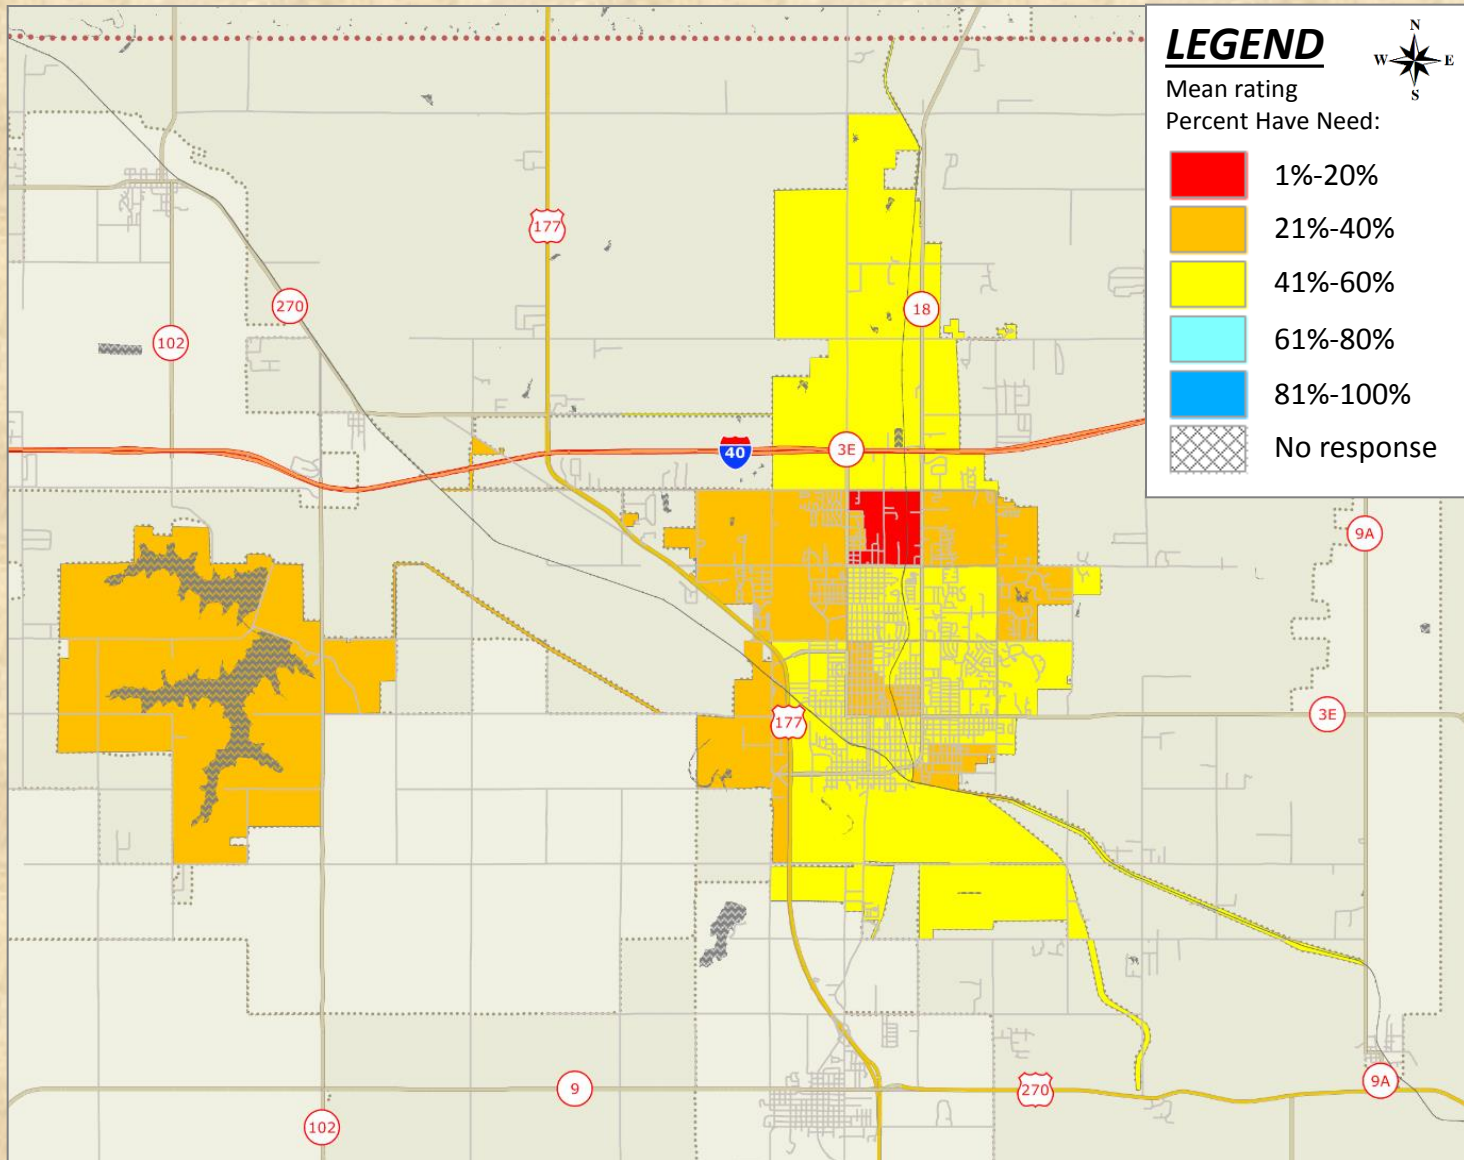 LEGEND
N
W E
S
Mean rating
Percent Have Need:
1%-20%
21%-40%
41%-60%
61%-80%
81%-100%
No response
177
270
18
102
40
3E
9A
3E
177
9
270
9A
102